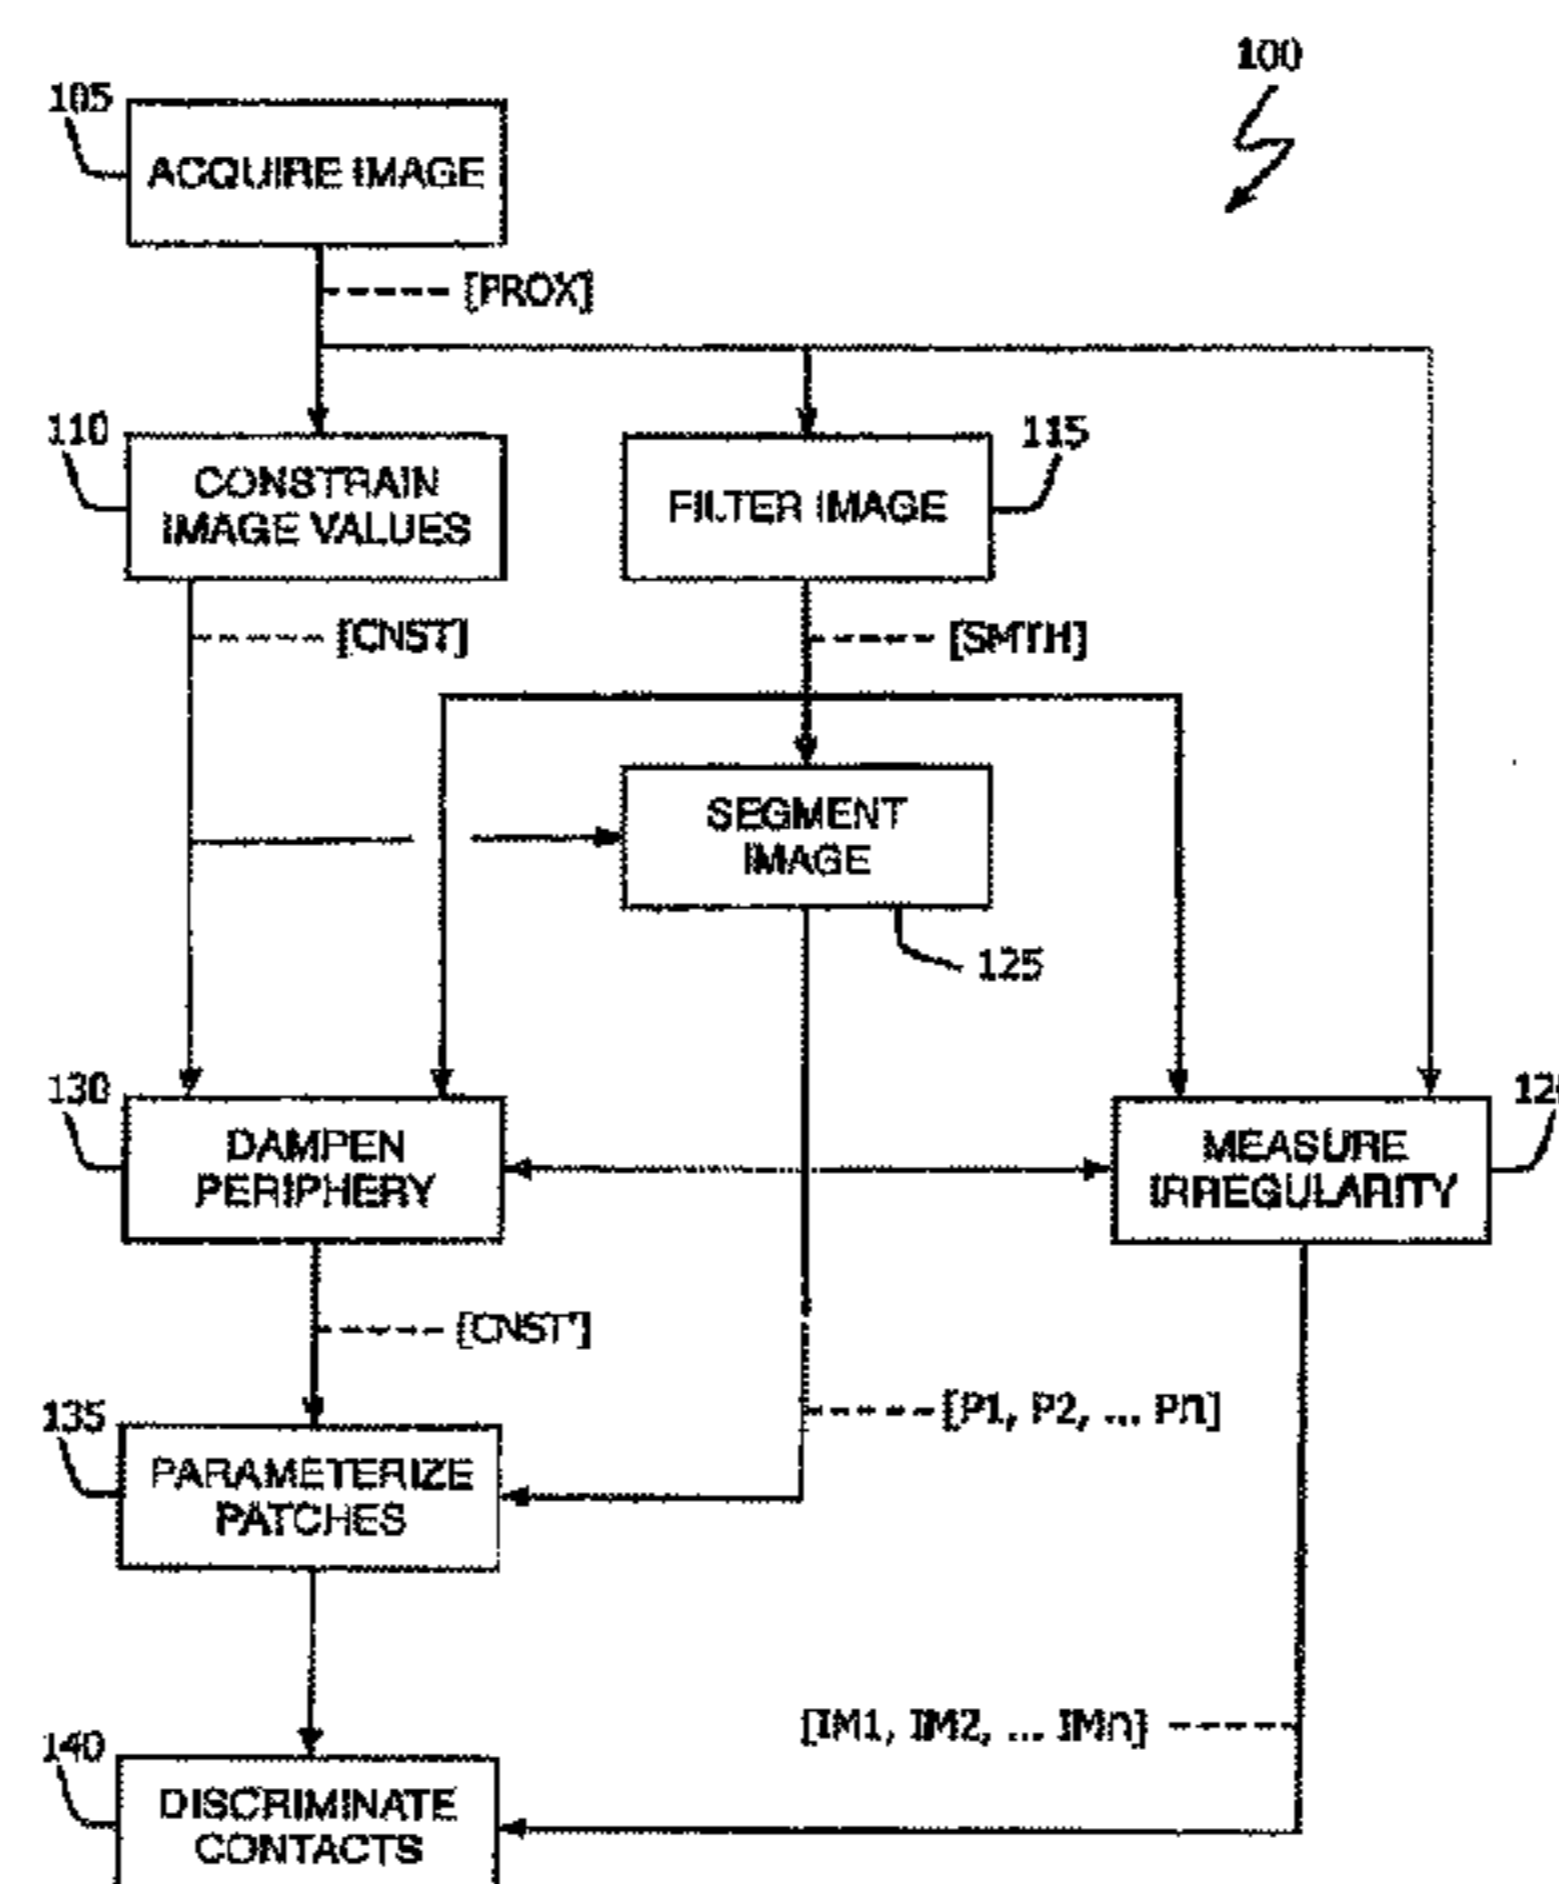 100
105
ACQUIRE IMAGE
[PROX]
110
CONSTRAIN
IMAGE VALUES
115
FILTER IMAGE
[CNST]
[SMTH]
SEGMENT
IMAGE
125
130
DAMPEN
PERIPHERY
MEASURE
IRREGULARITY
120
[CNST']
[P1, P2, ... Pn]
135
PARAMETERIZE
PATCHES
[IM1, IM2, ... IMn]
140
DISCRIMINATE
CONTACTS